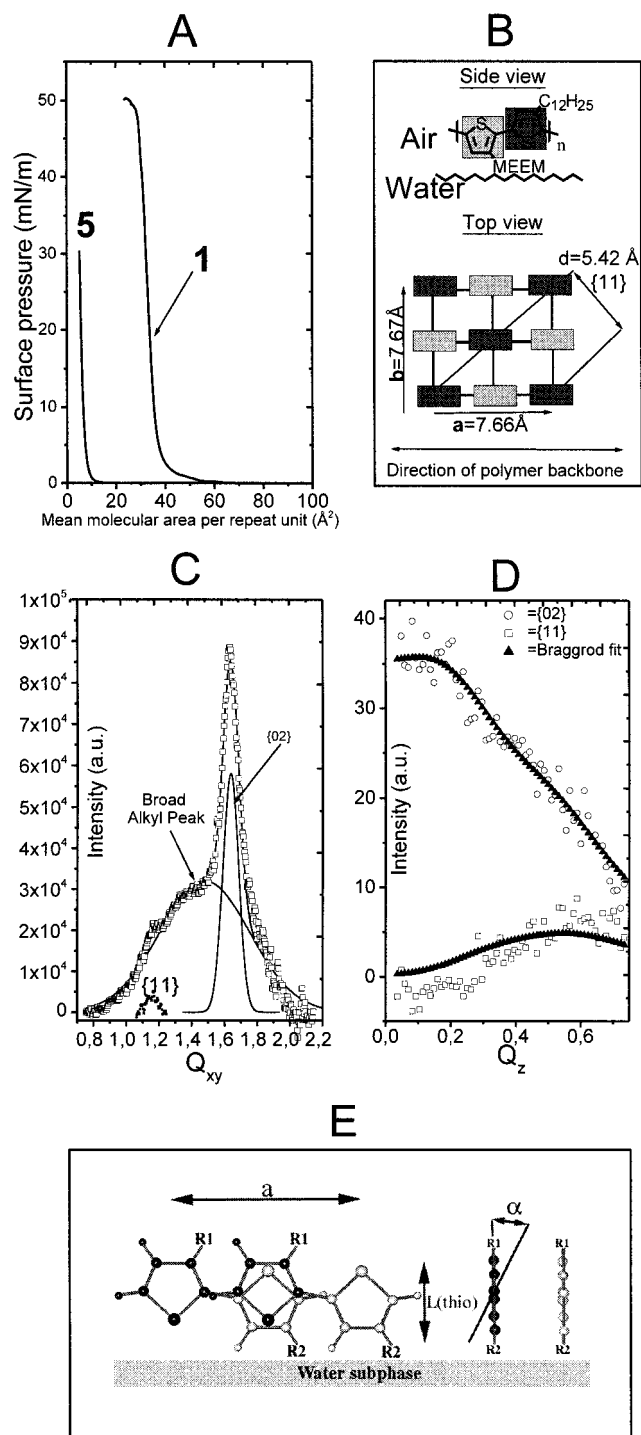 A
Surface pressure (mN/m)
50
40
30
20
10
0
5
1
0
20
40
60
80
100
Mean molecular area per repeat unit (Å²)
B
Side view
C₁₂H₂₅
S
Air
n
MEEM
Water
Top view
d=5.42 Å
{11}
b=7.67Å
a=7.66Å
Direction of polymer backbone
C
Intensity (a.u.)
1x10⁵
9x10⁴
8x10⁴
7x10⁴
6x10⁴
5x10⁴
4x10⁴
3x10⁴
2x10⁴
1x10⁴
0
{02}
Broad
Alkyl Peak
{11}
0,8
1,0
1,2
1,4
1,6
1,8
2,0
2,2
Qxy
D
Intensity (a.u.)
40
30
20
10
0
={02}
={11}
=Braggrod fit
0,0
0,2
0,4
0,6
Qz
E
a
R1
R1
L(thio)
R2
R2
α
R1
R1
R2
R2
Water subphase